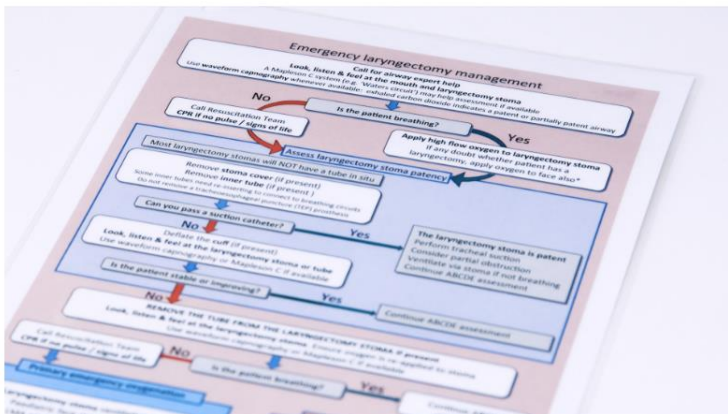 Emergency laryngectomy management
Call for airway expert help
Look, listen & feel at the mouth and laryngectomy stoma
A Mapleson C system (e.g. 'Waters circuit') may help assessment if available
Use waveform capnography whenever available: exhaled carbon dioxide indicates a patent or partially patent airway
No
Is the patient breathing?
Yes
Call Resuscitation Team
CPR if no pulse / signs of life
Apply high flow oxygen to laryngectomy stoma
If any doubt whether patient has a
laryngectomy, apply oxygen to face also*
Assess laryngectomy stoma patency
Most laryngectomy stomas will NOT have a tube in situ
Remove stoma cover (if present)
Remove inner tube (if present)
Some inner tubes need re-inserting to connect to breathing circuits
Do not remove a tracheoesophageal puncture (TEP) prosthesis
Can you pass a suction catheter?
Yes
The laryngectomy stoma is patent
Perform tracheal suction
Consider partial obstruction
Ventilate via stoma if not breathing
Continue ABCDE assessment
No
Deflate the cuff (if present)
Look, listen & feel at the laryngectomy stoma or tube
Use waveform capnography or Mapleson C if available
Is the patient stable or improving?
Yes
Continue ABCDE assessment
No
REMOVE THE TUBE FROM THE LARYNGECTOMY STOMA if present
Look, listen & feel at the laryngectomy stoma. Ensure oxygen is re-applied to stoma
Use waveform capnography or Mapleson C if available
Call Resuscitation Team
CPR if no pulse / signs of life
No
Is the patient breathing?
Yes
Continue
Primary emergency oxygenation
Laryngectomy stoma